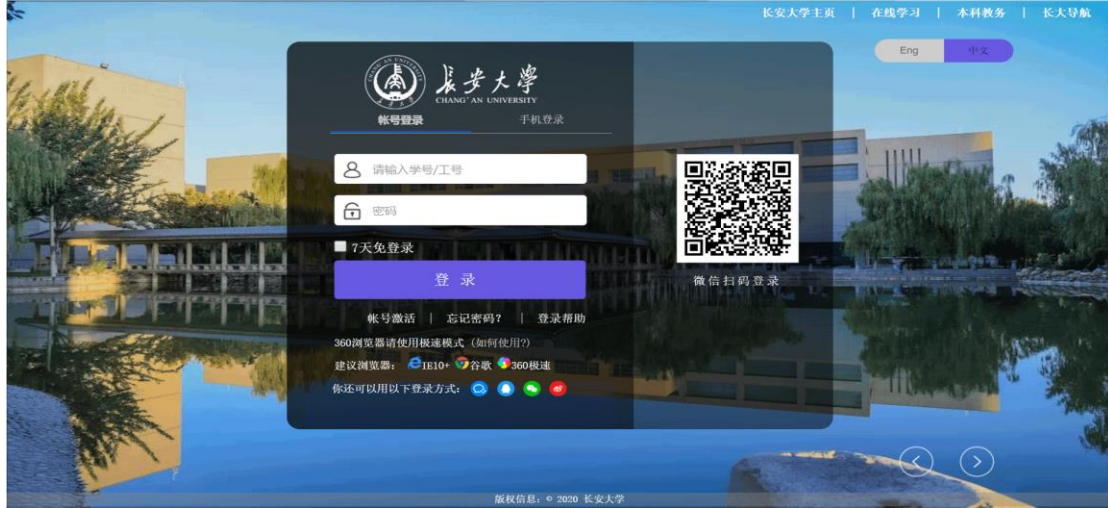 长安大学主页 | 在线学习 | 本科教务 | 长大导航
Eng 中文
长安大学
CHANG'AN UNIVERSITY
帐号登录 手机登录
请输入学号/工号
密码
7天免登录
登 录
微信扫码登录
帐号激活 | 忘记密码? | 登录帮助
360浏览器请使用极速模式(如何使用?)
建议浏览器: IE10+ 谷歌 360极速
你还可以用以下登录方式:
版权信息:© 2020 长安大学